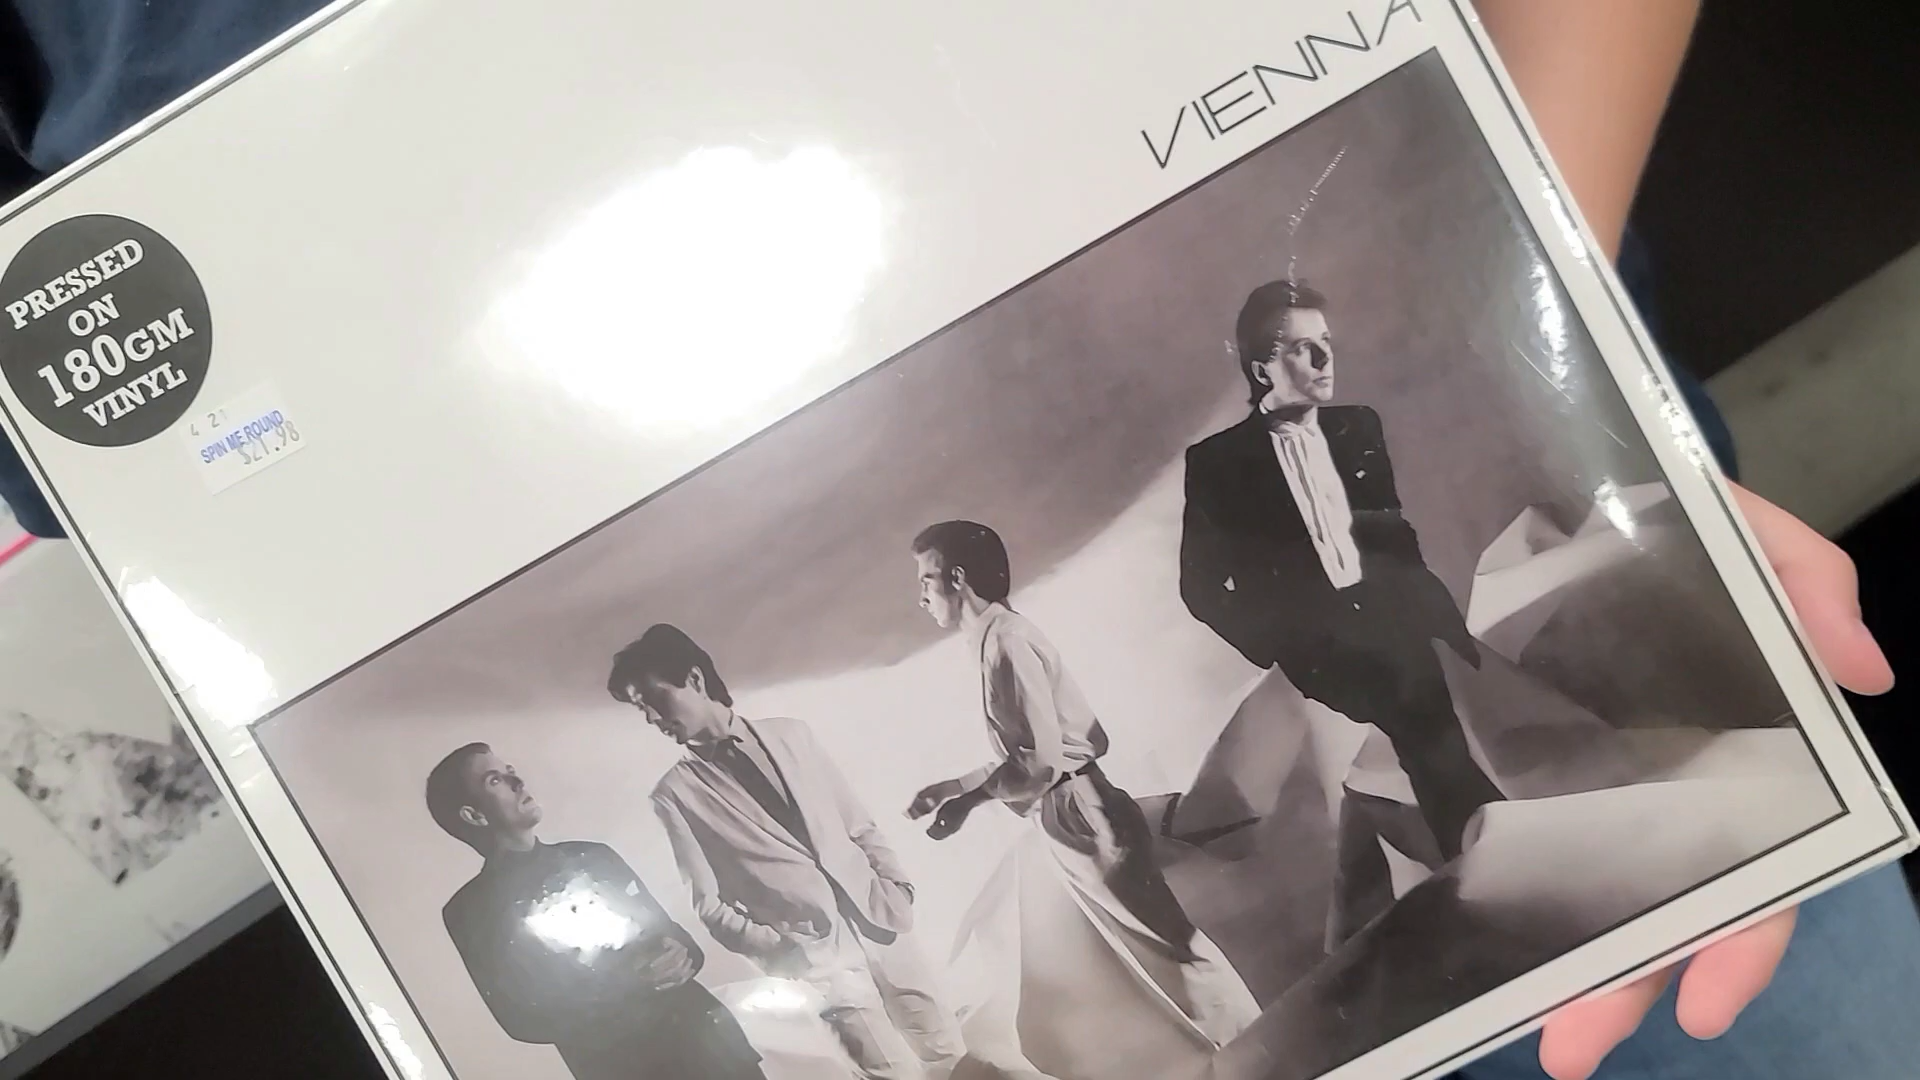 VIENNA
PRESSED
ON
180GM
VINYL
4 21
SPIN ME ROUND
$21.98